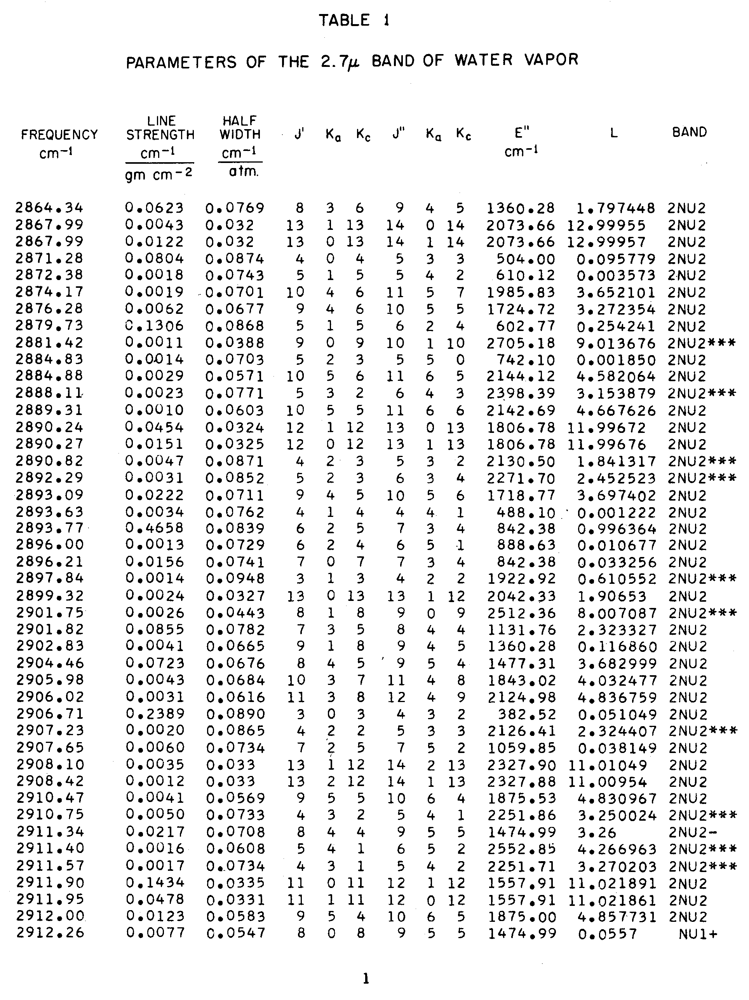 TABLE 1
PARAMETERS OF THE 2.7μ BAND OF WATER VAPOR
LINE HALF
FREQUENCY STRENGTH WIDTH J' Ka Kc J" Ka Kc E" L BAND
cm-1 cm-1 cm-1 cm-1
gm cm-2 atm.
2864.34 0.0623 0.0769 8 3 6 9 4 5 1360.28 1.797448 2NU2
2867.99 0.0043 0.032 13 1 13 14 0 14 2073.66 12.99955 2NU2
2867.99 0.0122 0.032 13 0 13 14 1 14 2073.66 12.99957 2NU2
2871.28 0.0804 0.0874 4 0 4 5 3 3 504.00 0.095779 2NU2
2872.38 0.0018 0.0743 5 1 5 5 4 2 610.12 0.003573 2NU2
2874.17 0.0019 0.0701 10 4 6 11 5 7 1985.83 3.652101 2NU2
2876.28 0.0062 0.0677 9 4 6 10 5 5 1724.72 3.272354 2NU2
2879.73 0.1306 0.0868 5 1 5 6 2 4 602.77 0.254241 2NU2
2881.42 0.0011 0.0388 9 0 9 10 1 10 2705.18 9.013676 2NU2***
2884.83 0.0014 0.0703 5 2 3 5 5 0 742.10 0.001850 2NU2
2884.88 0.0029 0.0571 10 5 6 11 6 5 2144.12 4.582064 2NU2
2888.11 0.0023 0.0771 5 3 2 6 4 3 2398.39 3.153879 2NU2***
2889.31 0.0010 0.0603 10 5 5 11 6 6 2142.69 4.667626 2NU2
2890.24 0.0454 0.0324 12 1 12 13 0 13 1806.78 11.99672 2NU2
2890.27 0.0151 0.0325 12 0 12 13 1 13 1806.78 11.99676 2NU2
2890.82 0.0047 0.0871 4 2 3 5 3 2 2130.50 1.841317 2NU2***
2892.29 0.0031 0.0852 5 2 3 6 3 4 2271.70 2.452523 2NU2***
2893.09 0.0222 0.0711 9 4 5 10 5 6 1718.77 3.697402 2NU2
2893.63 0.0034 0.0762 4 1 4 4 4 1 488.10 0.001222 2NU2
2893.77 0.4658 0.0839 6 2 5 7 3 4 842.38 0.996364 2NU2
2896.00 0.0013 0.0729 6 2 4 6 5 1 888.63 0.010677 2NU2
2896.21 0.0156 0.0741 7 0 7 7 3 4 842.38 0.033256 2NU2
2897.84 0.0014 0.0948 3 1 3 4 2 2 1922.92 0.610552 2NU2***
2899.32 0.0024 0.0327 13 0 13 13 1 12 2042.33 1.90653 2NU2
2901.75 0.0026 0.0443 8 1 8 9 0 9 2512.36 8.007087 2NU2***
2901.82 0.0855 0.0782 7 3 5 8 4 4 1131.76 2.323327 2NU2
2902.83 0.0041 0.0665 9 1 8 9 4 5 1360.28 0.116860 2NU2
2904.46 0.0723 0.0676 8 4 5 9 5 4 1477.31 3.682999 2NU2
2905.98 0.0043 0.0684 10 3 7 11 4 8 1843.02 4.032477 2NU2
2906.02 0.0031 0.0616 11 3 8 12 4 9 2124.98 4.836759 2NU2
2906.71 0.2389 0.0890 3 0 3 4 3 2 382.52 0.051049 2NU2
2907.23 0.0020 0.0865 4 2 2 5 3 3 2126.41 2.324407 2NU2***
2907.65 0.0060 0.0734 7 2 5 7 5 2 1059.85 0.038149 2NU2
2908.10 0.0035 0.033 13 1 12 14 2 13 2327.90 11.01049 2NU2
2908.42 0.0012 0.033 13 2 12 14 1 13 2327.88 11.00954 2NU2
2910.47 0.0041 0.0569 9 5 5 10 6 4 1875.53 4.830967 2NU2
2910.75 0.0050 0.0733 4 3 2 5 4 1 2251.86 3.250024 2NU2***
2911.34 0.0217 0.0708 8 4 4 9 5 5 1474.99 3.26 2NU2-
2911.40 0.0016 0.0608 5 4 1 6 5 2 2552.85 4.266963 2NU2***
2911.57 0.0017 0.0734 4 3 1 5 4 2 2251.71 3.270203 2NU2***
2911.90 0.1434 0.0335 11 0 11 12 1 12 1557.91 11.021891 2NU2
2911.95 0.0478 0.0331 11 1 11 12 0 12 1557.91 11.021861 2NU2
2912.00 0.0123 0.0583 9 5 4 10 6 5 1875.00 4.857731 2NU2
2912.26 0.0077 0.0547 8 0 8 9 5 5 1474.99 0.0557 NU1+
1